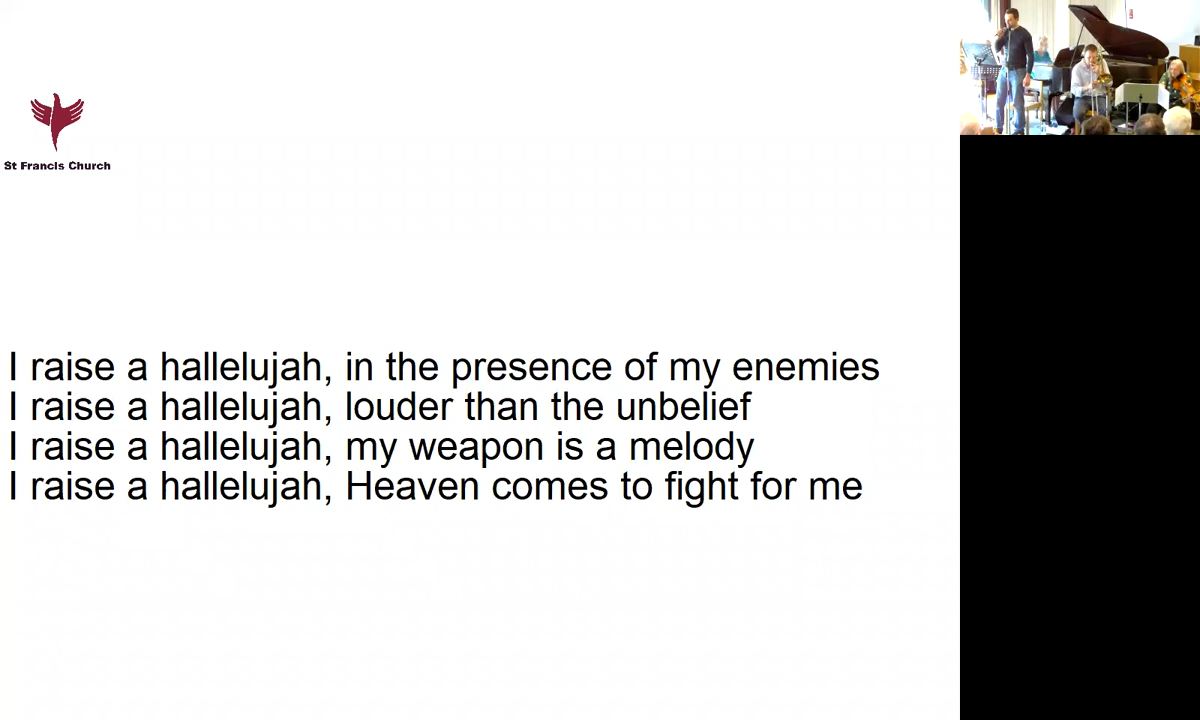 St Francis Church
I raise a hallelujah, in the presence of my enemies
I raise a hallelujah, louder than the unbelief
I raise a hallelujah, my weapon is a melody
I raise a hallelujah, Heaven comes to fight for me